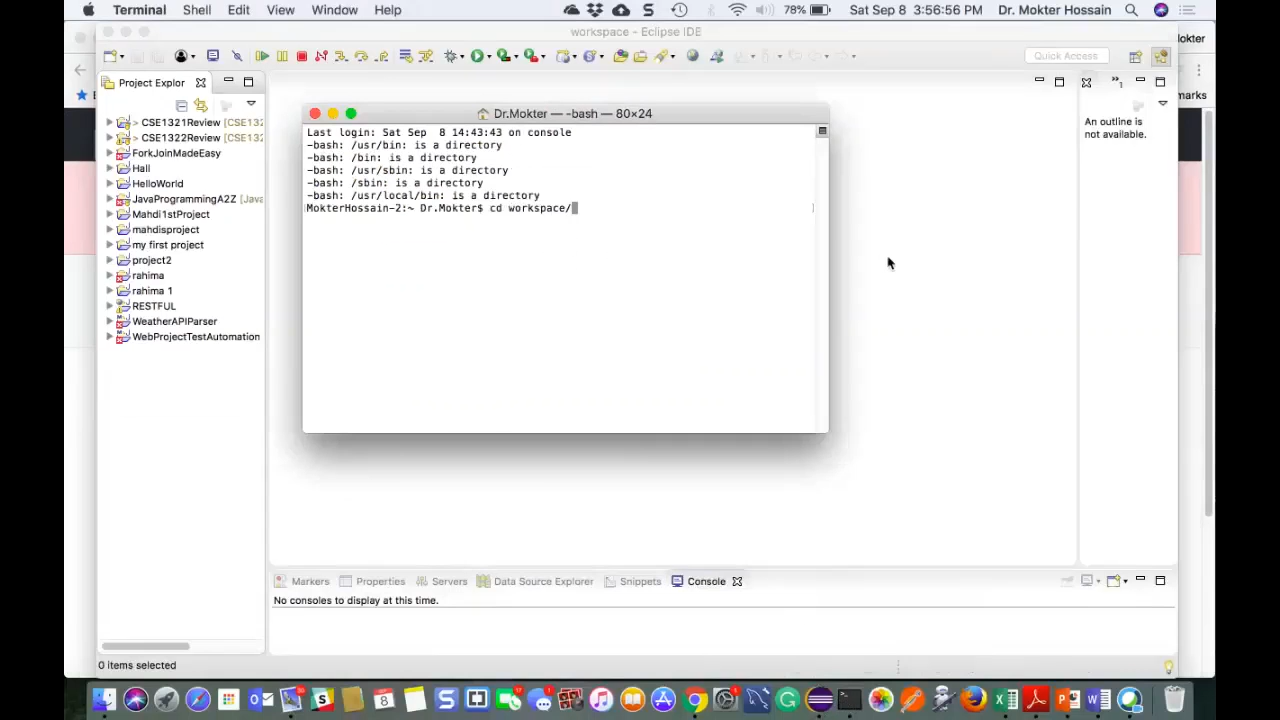 Terminal Shell Edit View Window Help 78% Sat Sep 8 3:56:56 PM Dr. Mokter Hossain
workspace - Eclipse IDE
okter
Quick Access
Project Explor
marks
Dr.Mokter — -bash — 80×24
> CSE1321Review [CSE132
> CSE1322Review [CSE132
ForkJoinMadeEasy
Hall
HelloWorld
JavaProgrammingA2Z [Java
Mahdi1stProject
mahdisproject
my first project
project2
rahima
rahima 1
RESTFUL
WeatherAPIParser
WebProjectTestAutomation
Last login: Sat Sep  8 14:43:43 on console
-bash: /usr/bin: is a directory
-bash: /bin: is a directory
-bash: /usr/sbin: is a directory
-bash: /sbin: is a directory
-bash: /usr/local/bin: is a directory
MokterHossain-2:~ Dr.Mokter$ cd workspace/
An outline is
not available.
Markers Properties Servers Data Source Explorer Snippets Console
No consoles to display at this time.
0 items selected